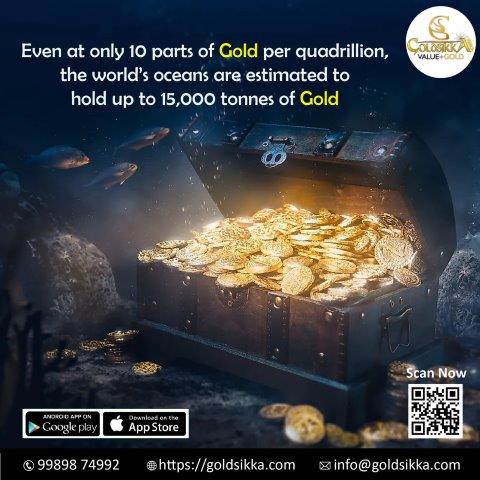 GOLDSIKKA
VALUE+GOLD
Even at only 10 parts of Gold per quadrillion,
the world's oceans are estimated to
hold up to 15,000 tonnes of Gold
Scan Now
ANDROID APP ON
Google play
Download on the
App Store
99898 74992
https://goldsikka.com
info@goldsikka.com